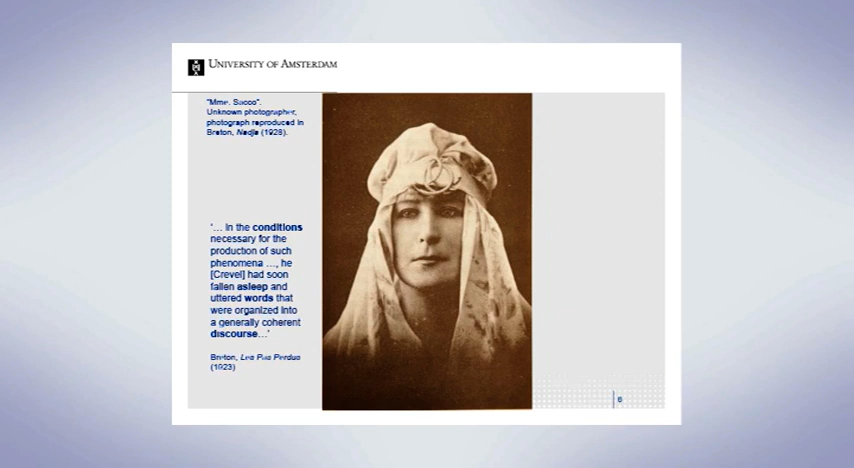 UNIVERSITY OF AMSTERDAM
"Mme. Sacco".
Unknown photographer,
photograph reproduced in
Breton, Nadja (1928).
'… in the conditions
necessary for the
production of such
phenomena …, he
[Crevel] had soon
fallen asleep and
uttered words that
were organized into
a generally coherent
discourse…'
Breton, Les Pas Perdus
(1923)
6